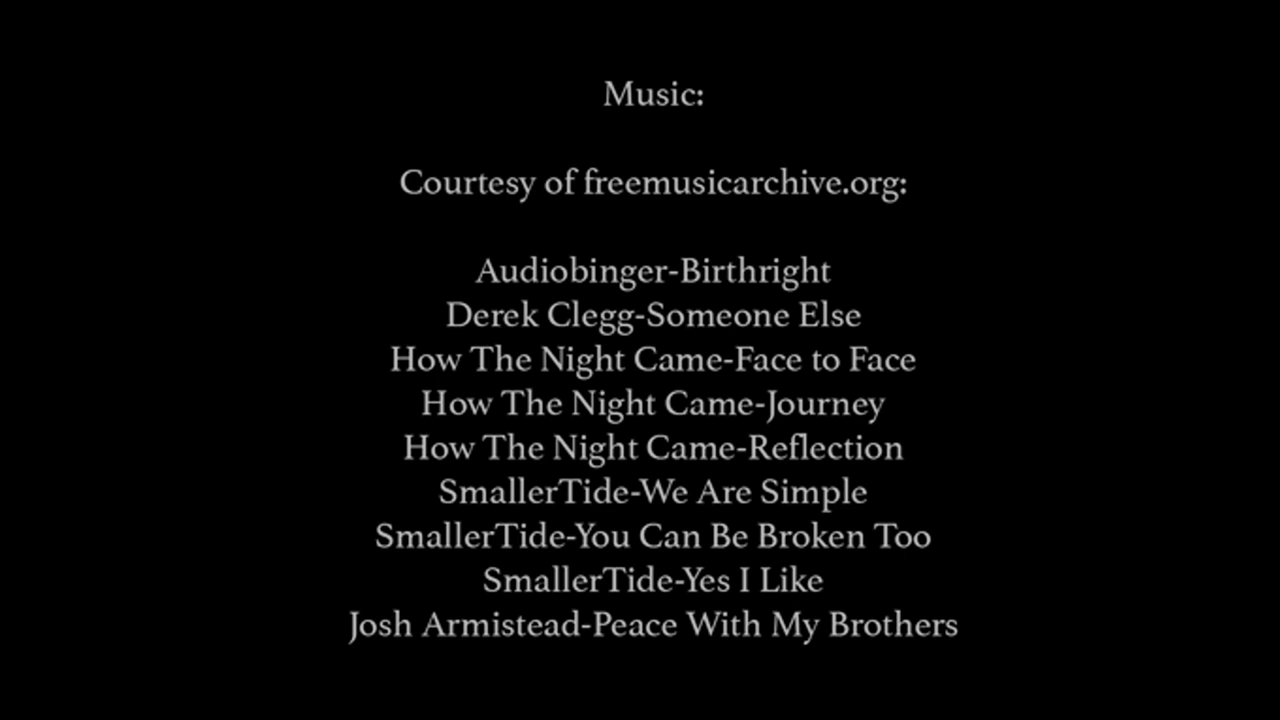 Music:
Courtesy of freemusicarchive.org:
Audiobinger-Birthright
Derek Clegg-Someone Else
How The Night Came-Face to Face
How The Night Came-Journey
How The Night Came-Reflection
SmallerTide-We Are Simple
SmallerTide-You Can Be Broken Too
SmallerTide-Yes I Like
Josh Armistead-Peace With My Brothers